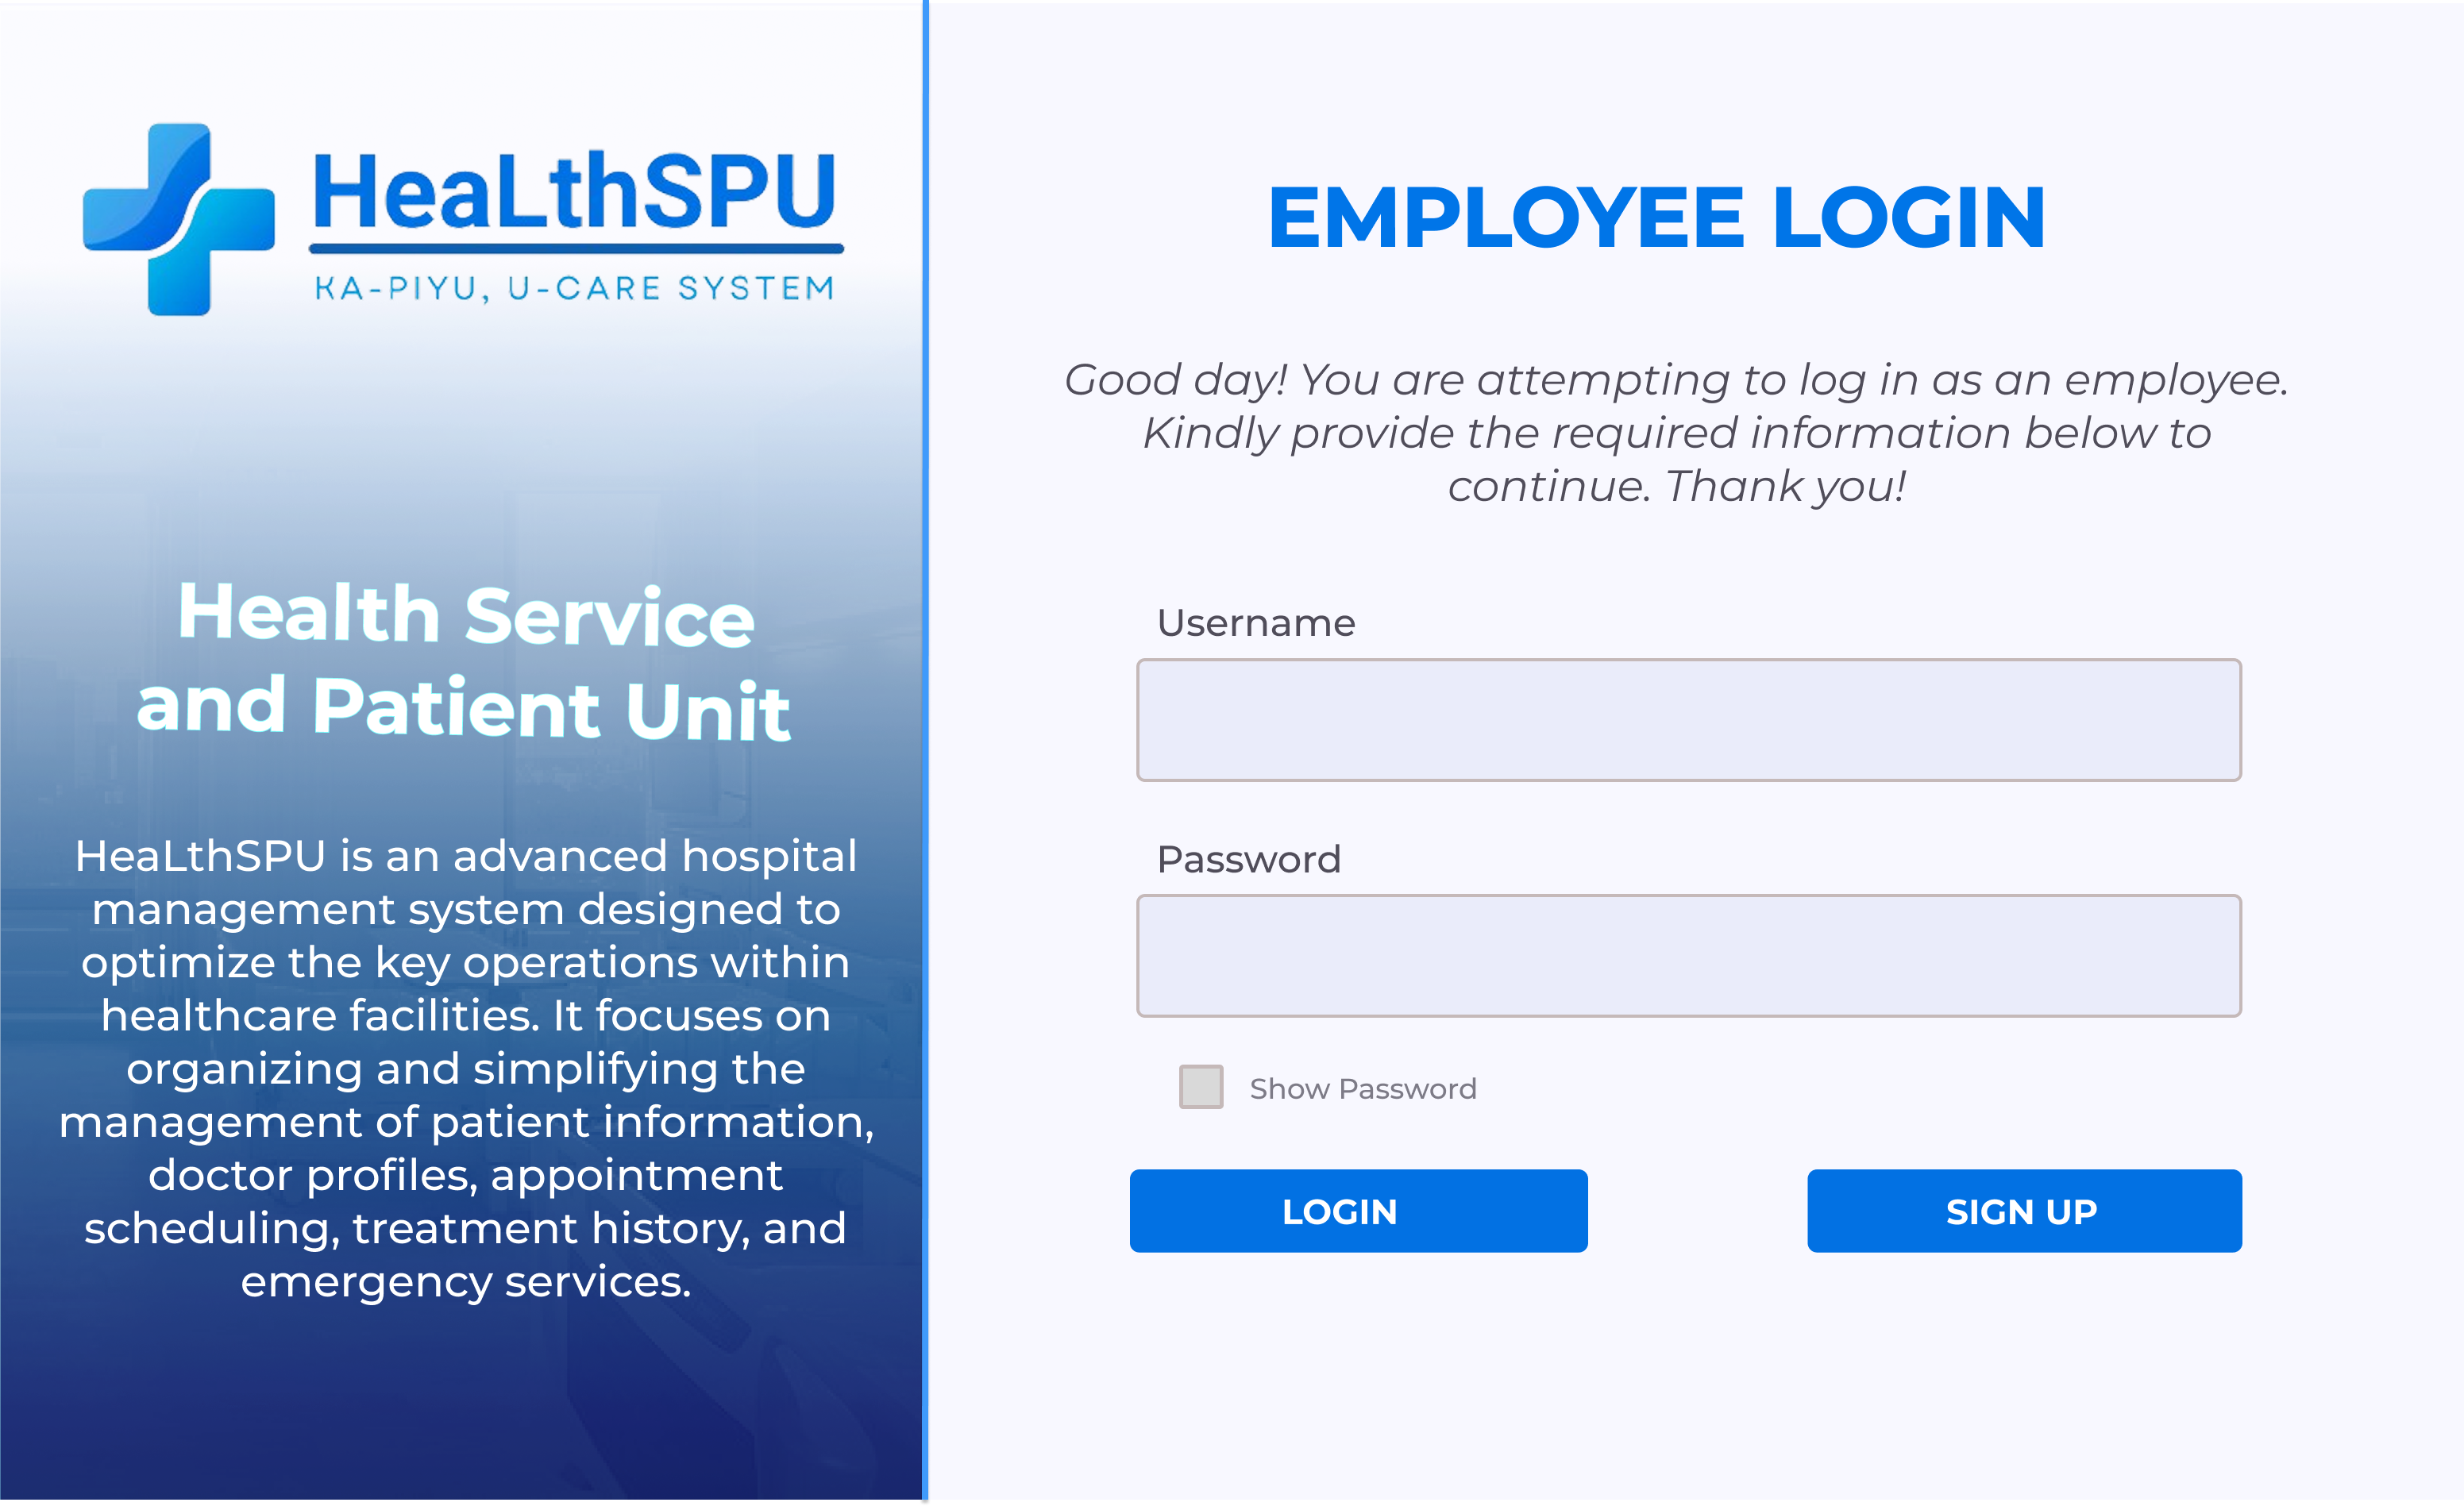 HeaLthSPU
KA-PIYU, U-CARE SYSTEM
Health Service
and Patient Unit
HeaLthSPU is an advanced hospital
management system designed to
optimize the key operations within
healthcare facilities. It focuses on
organizing and simplifying the
management of patient information,
doctor profiles, appointment
scheduling, treatment history, and
emergency services.
EMPLOYEE LOGIN
Good day! You are attempting to log in as an employee.
Kindly provide the required information below to
continue. Thank you!
Username
Password
Show Password
LOGIN
SIGN UP